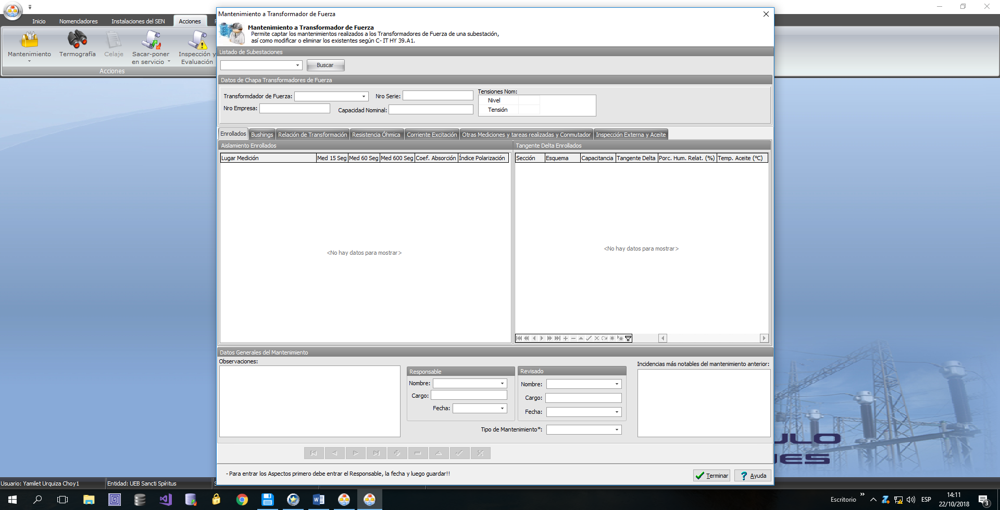 Mantenimiento a Transformador de Fuerza
Inicio
Nomencladores
Instalaciones del SEN
Acciones
Mantenimiento
Termografía
Celaje
Sacar-poner
en servicio
Inspección y
Evaluación
Acciones
Mantenimiento a Transformador de Fuerza
Permite captar los mantenimientos realizados a los Transformadores de Fuerza de una subestación,
así como modificar o eliminar los existentes según C- IT HY 39.A1.
Listado de Subestaciones
Buscar
Datos de Chapa Transformadores de Fuerza
Transformdador de Fuerza:
Nro Serie:
Tensiones Nom:
Nivel
Tensión
Nro Empresa:
Capacidad Nominal:
Enrollados
Bushings
Relación de Transformación
Resistencia Óhmica
Corriente Excitación
Otras Mediciones y tareas realizadas y Conmutador
Inspección Externa y Aceite
Aislamiento Enrollados
Lugar Medición
Med 15 Seg
Med 60 Seg
Med 600 Seg
Coef. Absorción
Índice Polarización
<No hay datos para mostrar>
Tangente Delta Enrollados
Sección
Esquema
Capacitancia
Tangente Delta
Porc. Hum. Relat. (%)
Temp. Aceite (ºC)
<No hay datos para mostrar>
Datos Generales del Mantenimiento
Observaciones:
Responsable
Nombre:
Cargo:
Fecha:
Revisado
Nombre:
Cargo:
Fecha:
Tipo de Mantenimiento*:
Incidencias más notables del mantenimiento anterior:
- Para entrar los Aspectos primero debe entrar el Responsable, la fecha y luego guardar!!
Terminar
Ayuda
Usuario: Yamilet Urquiza Choy1
Entidad: UEB Sancti Spíritus
Escritorio
ESP
14:11
22/10/2018
3